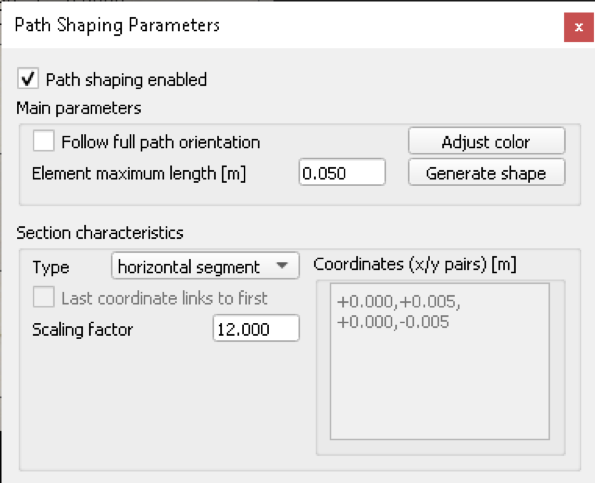 Path Shaping Parameters
x
Path shaping enabled
Main parameters
Follow full path orientation
Adjust color
Element maximum length [m]
0.050
Generate shape
Section characteristics
Type
horizontal segment
Coordinates (x/y pairs) [m]
Last coordinate links to first
+0.000,+0.005,
+0.000,-0.005
Scaling factor
12.000